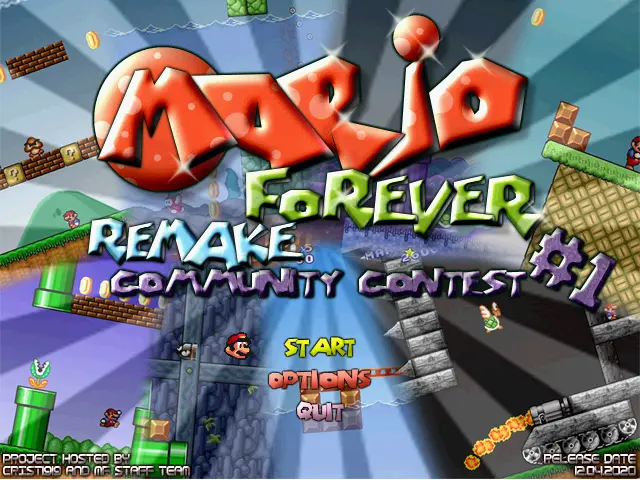 MARIO
FOREVER
REMAKE
COMMUNITY CONTEST #1
START
OPTIONS
QUIT
PROJECT HOSTED BY
CRISTI1919 AND MF STAFF TEAM
RELEASE DATE
12.04.2020